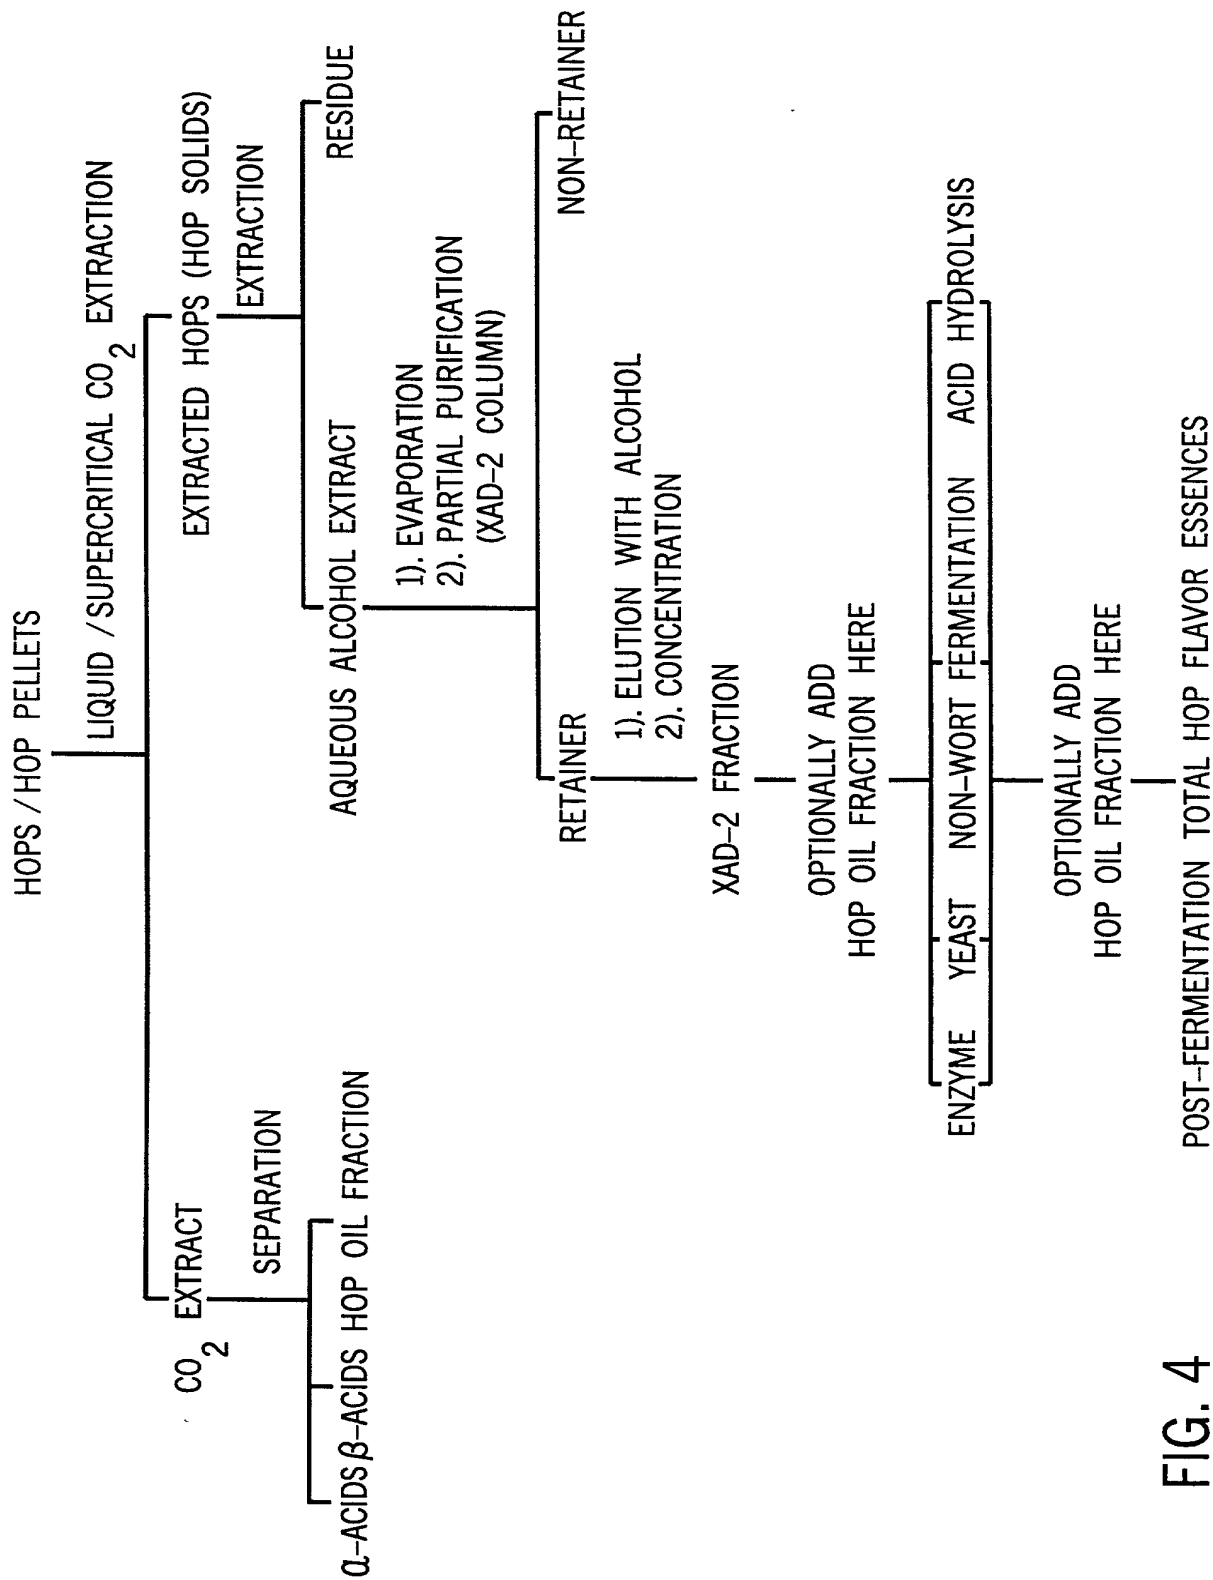 HOPS/HOP PELLETS
LIQUID/SUPERCRITICAL CO2 EXTRACTION
CO2 EXTRACT
EXTRACTED HOPS (HOP SOLIDS)
SEPARATION
EXTRACTION
α-ACIDS β-ACIDS HOP OIL FRACTION
AQUEOUS ALCOHOL EXTRACT
RESIDUE
1). EVAPORATION
2). PARTIAL PURIFICATION
(XAD-2 COLUMN)
RETAINER
NON-RETAINER
1). ELUTION WITH ALCOHOL
2). CONCENTRATION
XAD-2 FRACTION
OPTIONALLY ADD
HOP OIL FRACTION HERE
ENZYME YEAST NON-WORT FERMENTATION ACID HYDROLYSIS
OPTIONALLY ADD
HOP OIL FRACTION HERE
POST-FERMENTATION TOTAL HOP FLAVOR ESSENCES
FIG. 4